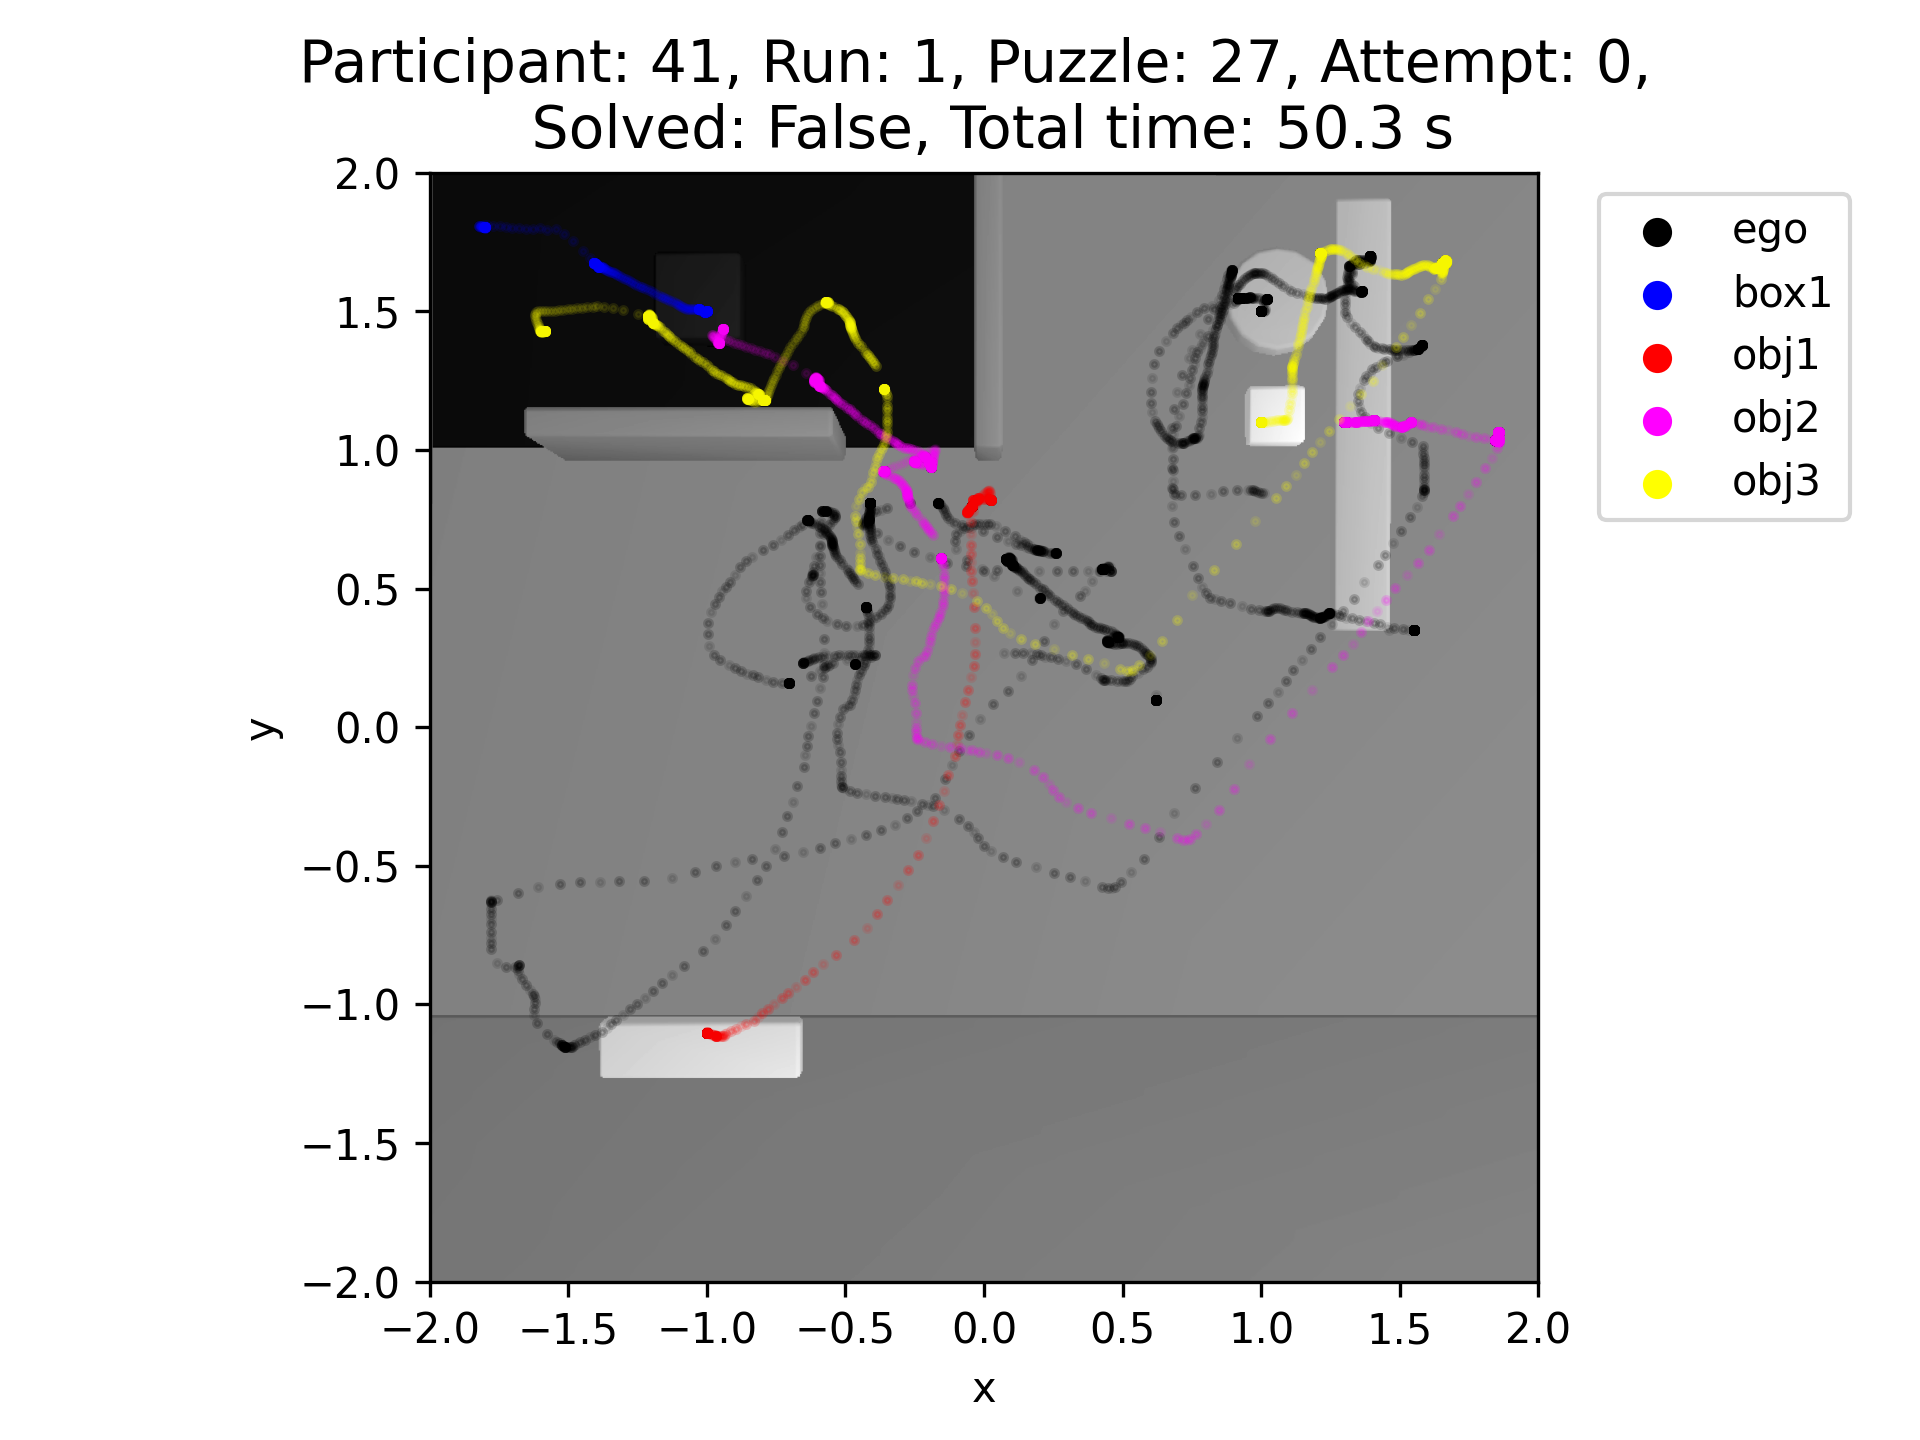 Participant: 41, Run: 1, Puzzle: 27, Attempt: 0,
Solved: False, Total time: 50.3 s
2.0
1.5
1.0
0.5
0.0
−0.5
−1.0
−1.5
−2.0
y
−2.0 −1.5 −1.0 −0.5 0.0 0.5 1.0 1.5 2.0
x
ego
box1
obj1
obj2
obj3